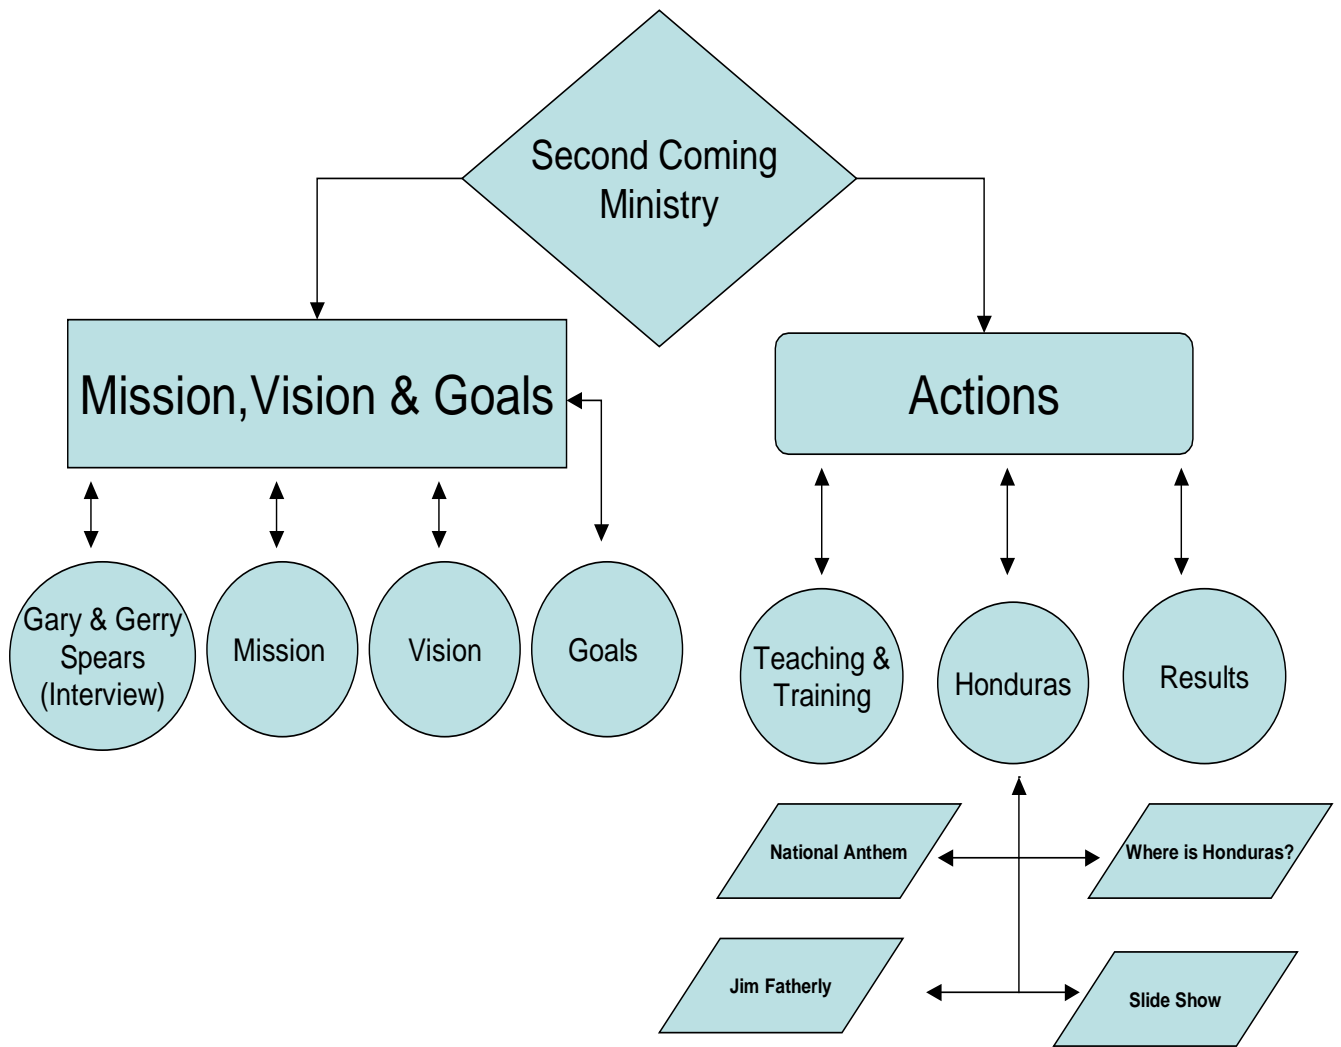 Second Coming
Ministry
Mission,Vision & Goals
Actions
Gary & Gerry
Spears
(Interview)
Mission
Vision
Goals
Teaching &
Training
Honduras
Results
National Anthem
Where is Honduras?
Jim Fatherly
Slide Show